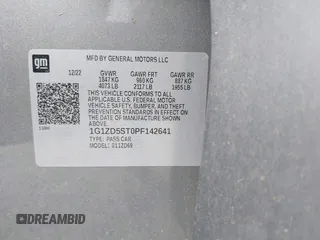 gm
MFD BY GENERAL MOTORS LLC
12/22 GVWR GAWR FRT GAWR RR
1847 KG 960 KG 887 KG
4073 LB 2117 LB 1955 LB
THIS VEHICLE CONFORMS TO ALL
APPLICABLE U.S. FEDERAL MOTOR VEHICLE
SAFETY, BUMPER, AND THEFT
PREVENTION STANDARDS IN EFFECT ON
THE DATE OF MANUFACTURE SHOWN
ABOVE.
1G1ZD5ST0PF142641
TYPE: PASS CAR
MODEL: 011ZD69
DREAMBID